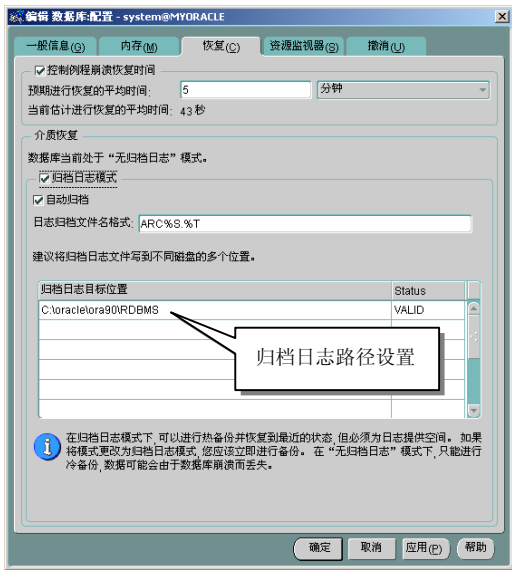 编辑 数据库:配置 - system@MYORACLE
一般信息(G) 内存(M) 恢复(C) 资源监视器(S) 撤消(U)
控制例程崩溃恢复时间
预期进行恢复的平均时间: 5 分钟
当前估计进行恢复的平均时间: 43 秒
介质恢复
数据库当前处于“无归档日志”模式。
归档日志模式
自动归档
日志归档文件名格式: ARC%S.%T
建议将归档日志文件写到不同磁盘的多个位置。
归档日志目标位置 Status
C:\oracle\ora90\RDBMS VALID
归档日志路径设置
在归档日志模式下,可以进行热备份并恢复到最近的状态,但必须为日志提供空间。 如果
将模式更改为归档日志模式,您应该立即进行备份。 在“无归档日志”模式下,只能进行
冷备份,数据可能会由于数据库崩溃而丢失。
确定 取消 应用(P) 帮助